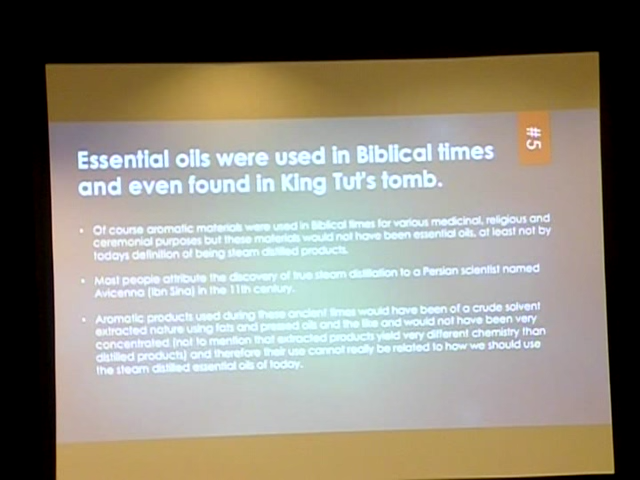 #5
Essential oils were used in Biblical times
and even found in King Tut's tomb.
• Of course aromatic materials were used in Biblical times for various medicinal, religious and
ceremonial purposes but these materials would not have been essential oils, at least not by
todays definition of being steam distilled products.
• Most people attribute the discovery of true steam distillation to a Persian scientist named
Avicenna (Ibn Sina) in the 11th century.
• Aromatic products used during these ancient times would have been of a crude solvent
extracted nature using fats and pressed oils and the like and would not have been very
concentrated (not to mention that extracted products yield very different chemistry than
distilled products) and therefore their use cannot really be related to how we should use
the steam distilled essential oils of today.